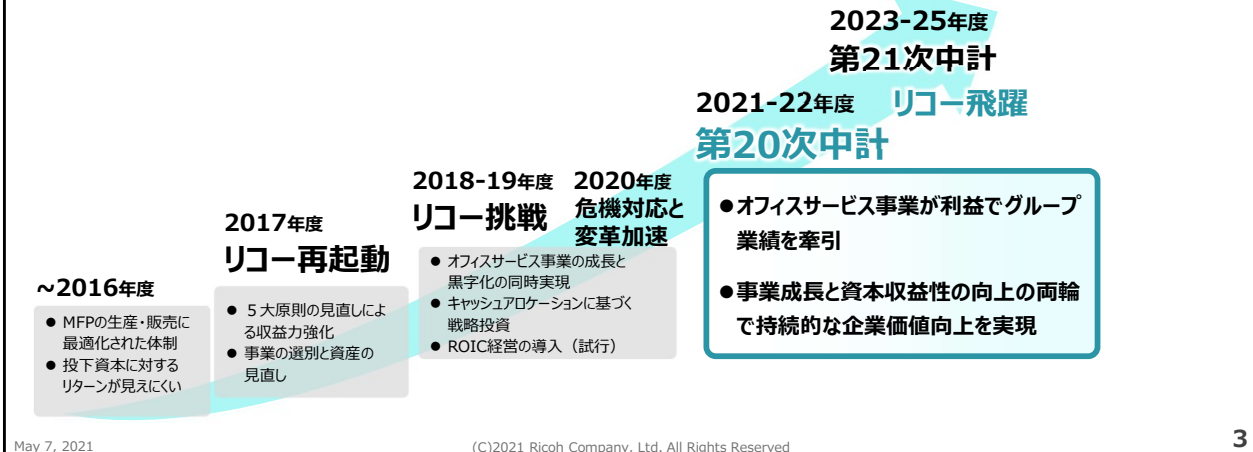 ~2016年度
● MFPの生産・販売に
最適化された体制
● 投下資本に対する
リターンが見えにくい
2017年度
リコー再起動
● ５大原則の見直しによ
る収益力強化
● 事業の選別と資産の
見直し
2018-19年度
リコー挑戦
2020年度
危機対応と
変革加速
● オフィスサービス事業の成長と
黒字化の同時実現
● キャッシュアロケーションに基づく
戦略投資
● ROIC経営の導入（試行）
2021-22年度
第20次中計
リコー飛躍
2023-25年度
第21次中計
●オフィスサービス事業が利益でグループ
業績を牽引
●事業成長と資本収益性の向上の両輪
で持続的な企業価値向上を実現
May 7, 2021
(C)2021 Ricoh Company, Ltd. All Rights Reserved
3